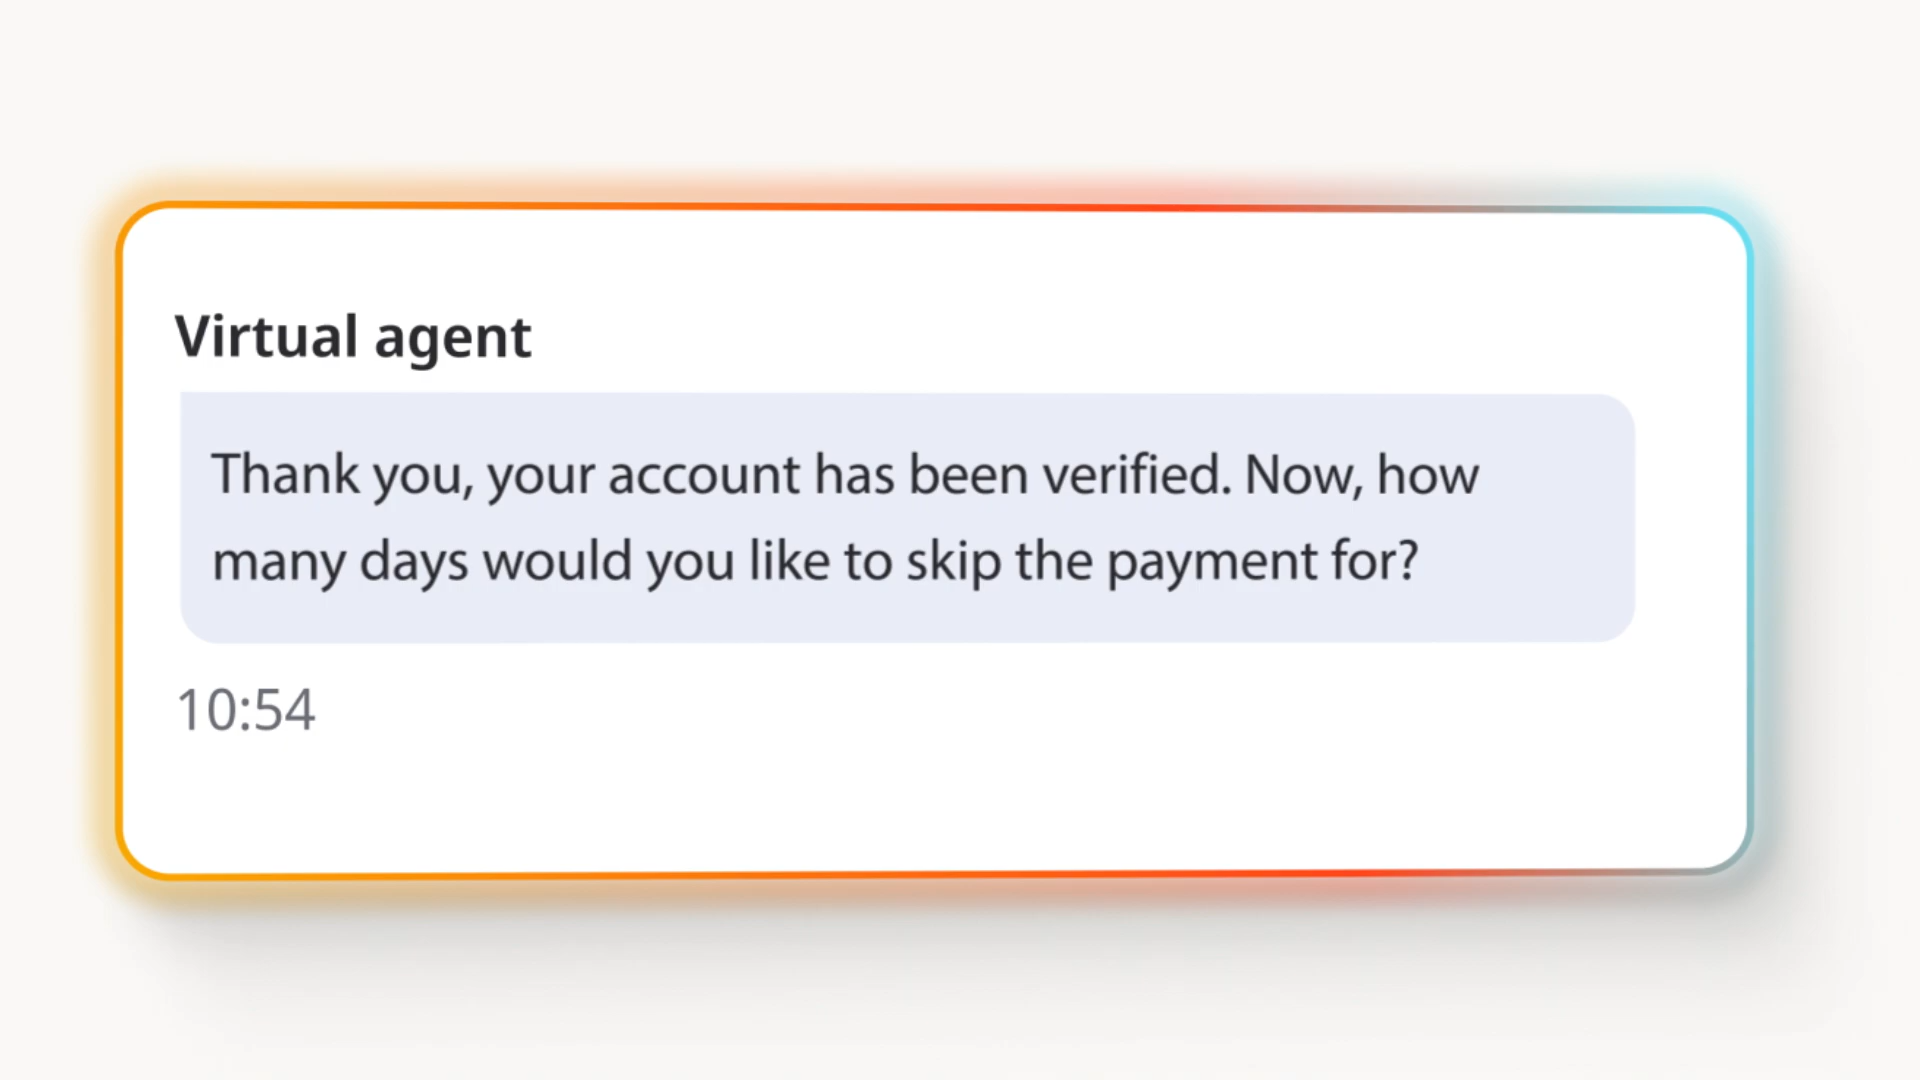 Virtual agent
Thank you, your account has been verified. Now, how
many days would you like to skip the payment for?
10:54